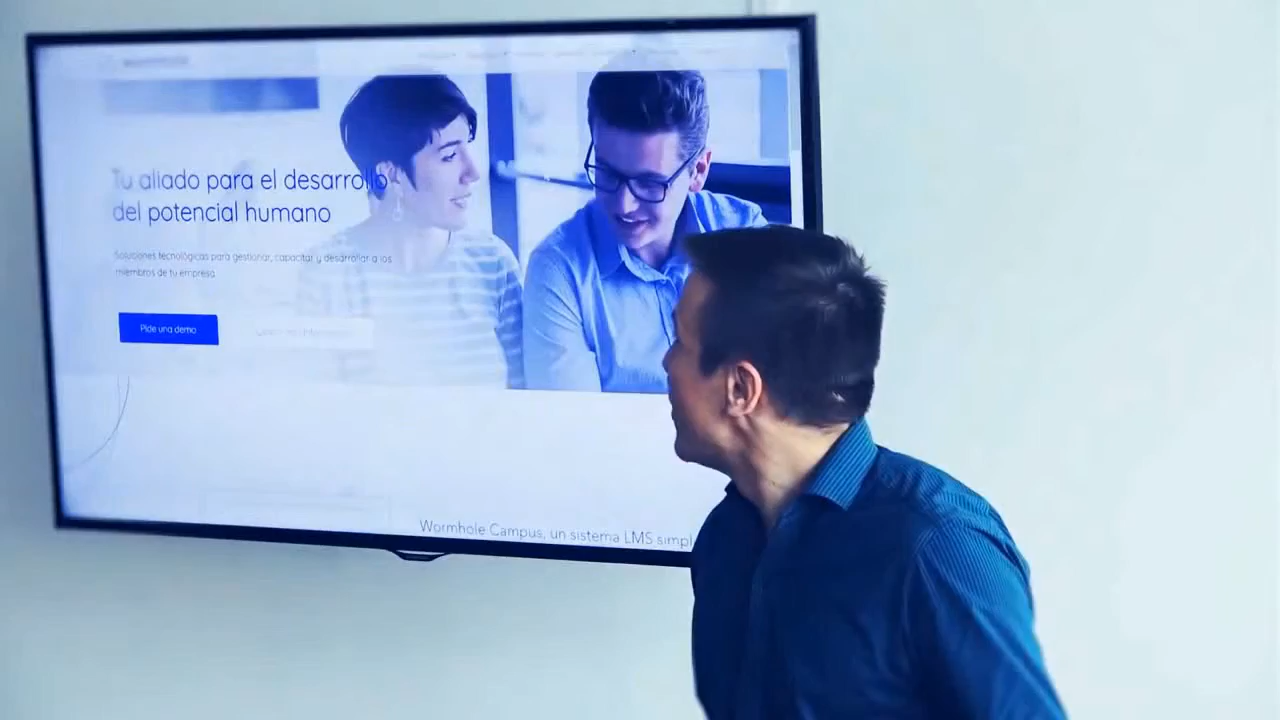 Tu aliado para el desarrollo
del potencial humano
Soluciones tecnológicas para gestionar, capacitar y desarrollar a los
miembros de tu empresa.
Pide una demo
Wormhole Campus, un sistema LMS simpl